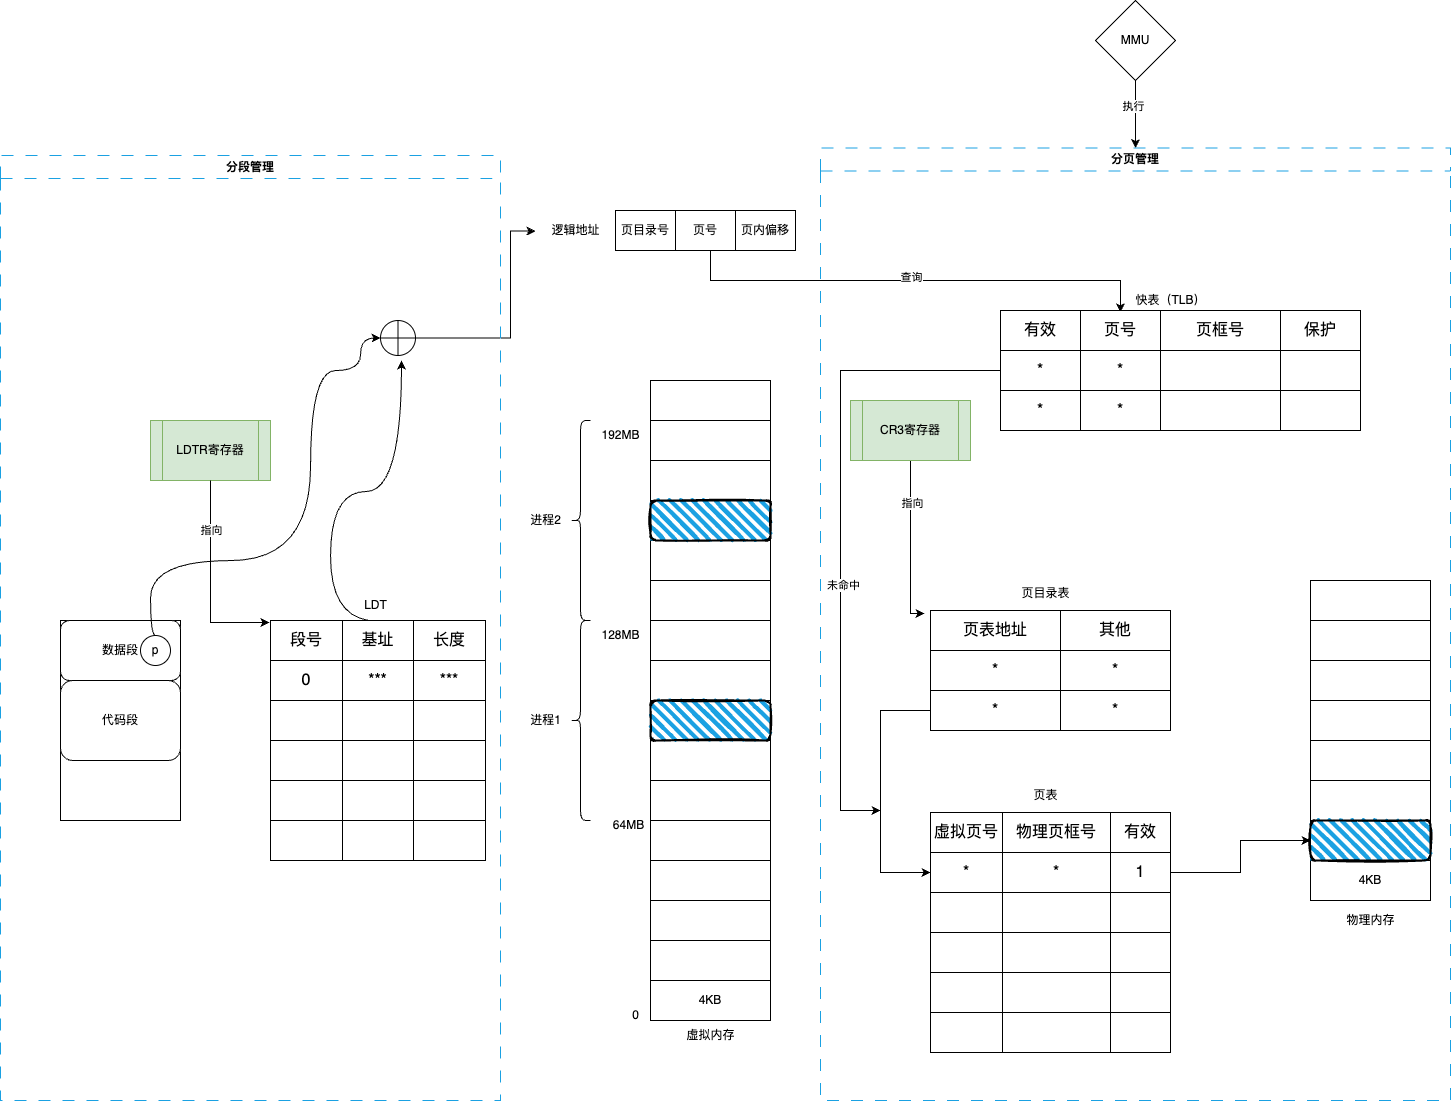 MMU
执行
分段管理
分页管理
逻辑地址
页目录号 页号 页内偏移
查询
快表（TLB）
有效 页号 页框号 保护
* *
* *
LDTR寄存器
指向
CR3寄存器
指向
未命中
数据段 p
代码段
LDT
段号 基址 长度
0 *** ***
192MB
进程2
128MB
进程1
64MB
4KB
0
虚拟内存
页目录表
页表地址 其他
* *
* *
页表
虚拟页号 物理页框号 有效
* * 1
4KB
物理内存